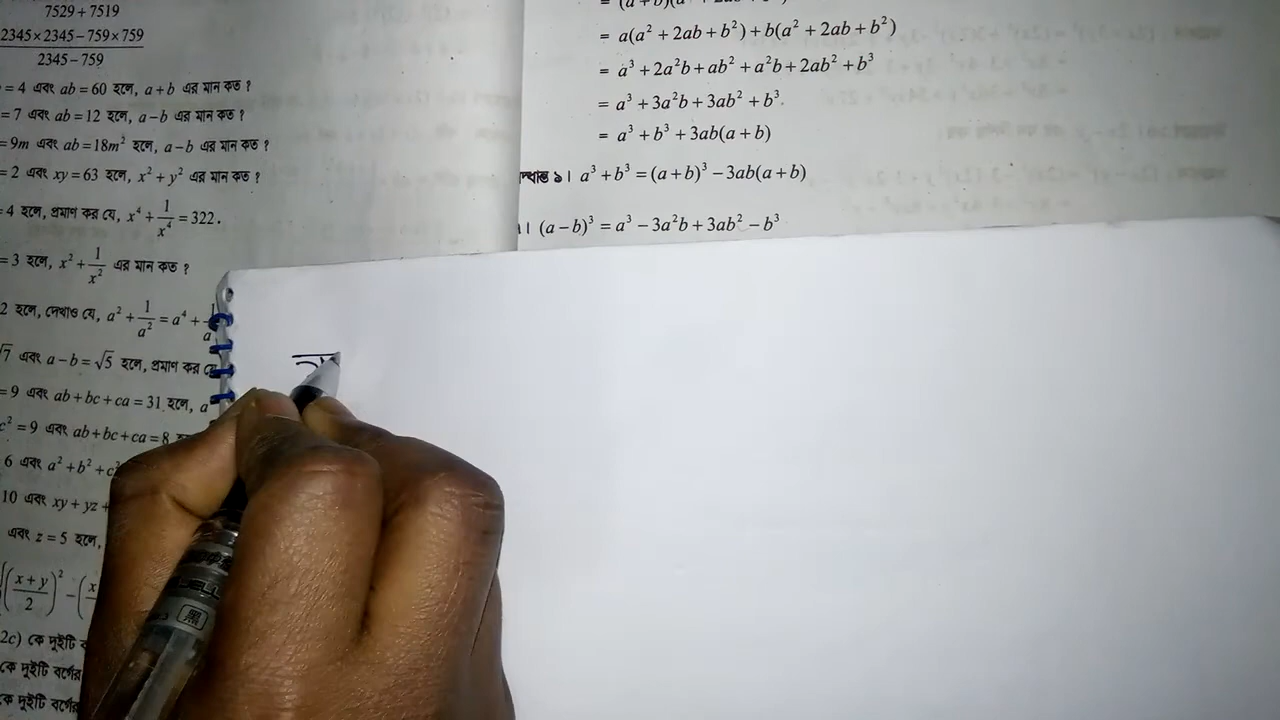 7529 + 7519
2345 × 2345 − 759 × 759
2345 − 759
= 4 এবং ab = 60 হলে, a + b এর মান কত ?
= 7 এবং ab = 12 হলে, a − b এর মান কত ?
= 9m এবং ab = 18m² হলে, a − b এর মান কত ?
= 2 এবং xy = 63 হলে, x² + y² এর মান কত ?
4 হলে, প্রমাণ কর যে, x⁴ + 1/x⁴ = 322.
= 3 হলে, x² + 1/x² এর মান কত ?
2 হলে, দেখাও যে, a² + 1/a² = a⁴ +
√7 এবং a − b = √5 হলে, প্রমাণ কর
= 9 এবং ab + bc + ca = 31 হলে, a
c² = 9 এবং ab + bc + ca = 8
6 এবং a² + b² + c²
10 এবং xy + yz +
এবং z = 5 হলে,
((x + y)/2)² − (x
2c) কে দুইটি
কে দুইটি বর্গের
কে দুইটি বর্গের
= a(a² + 2ab + b²) + b(a² + 2ab + b²)
= a³ + 2a²b + ab² + a²b + 2ab² + b³
= a³ + 3a²b + 3ab² + b³.
= a³ + b³ + 3ab(a + b)
১। a³ + b³ = (a + b)³ − 3ab(a + b)
। (a − b)³ = a³ − 3a²b + 3ab² − b³